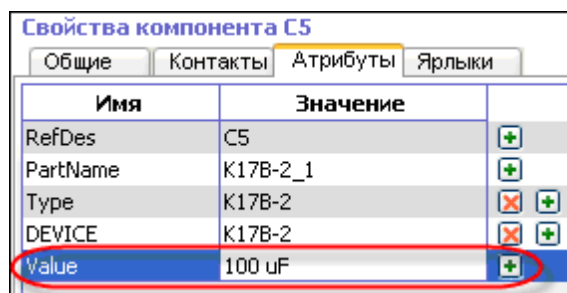 Свойства компонента C5
Общие Контакты Атрибуты Ярлыки
Имя Значение
RefDes C5
PartName K17B-2_1
Type K17B-2
DEVICE K17B-2
Value 100 uF